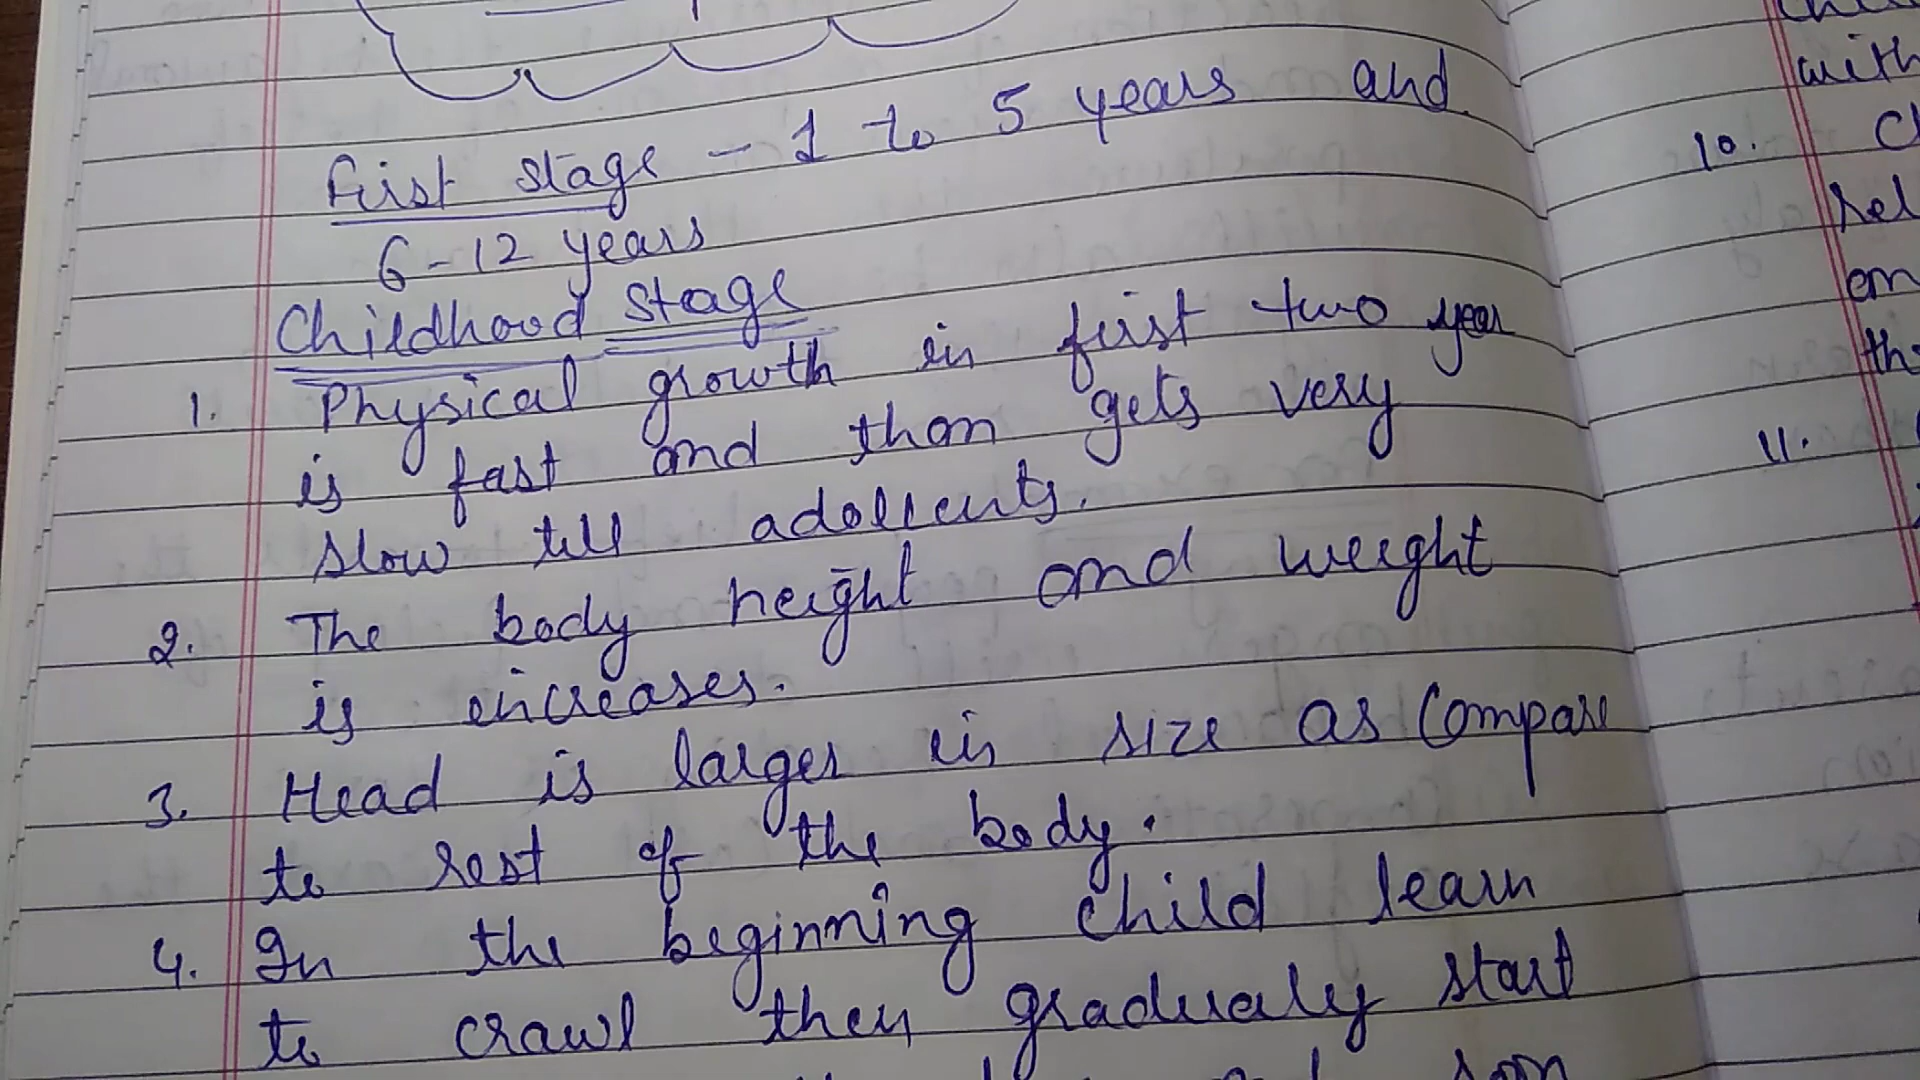 First stage - 1 to 5 years and
6-12 years
Childhood stage
1. Physical growth in first two year
is fast and than gets very
slow till adollents.
2. The body height and weight
is increases.
3. Head is larger in size as compare
to rest of the body.
4. In the beginning child learn
to crawl then gradualy start
soon
with
10.
11.